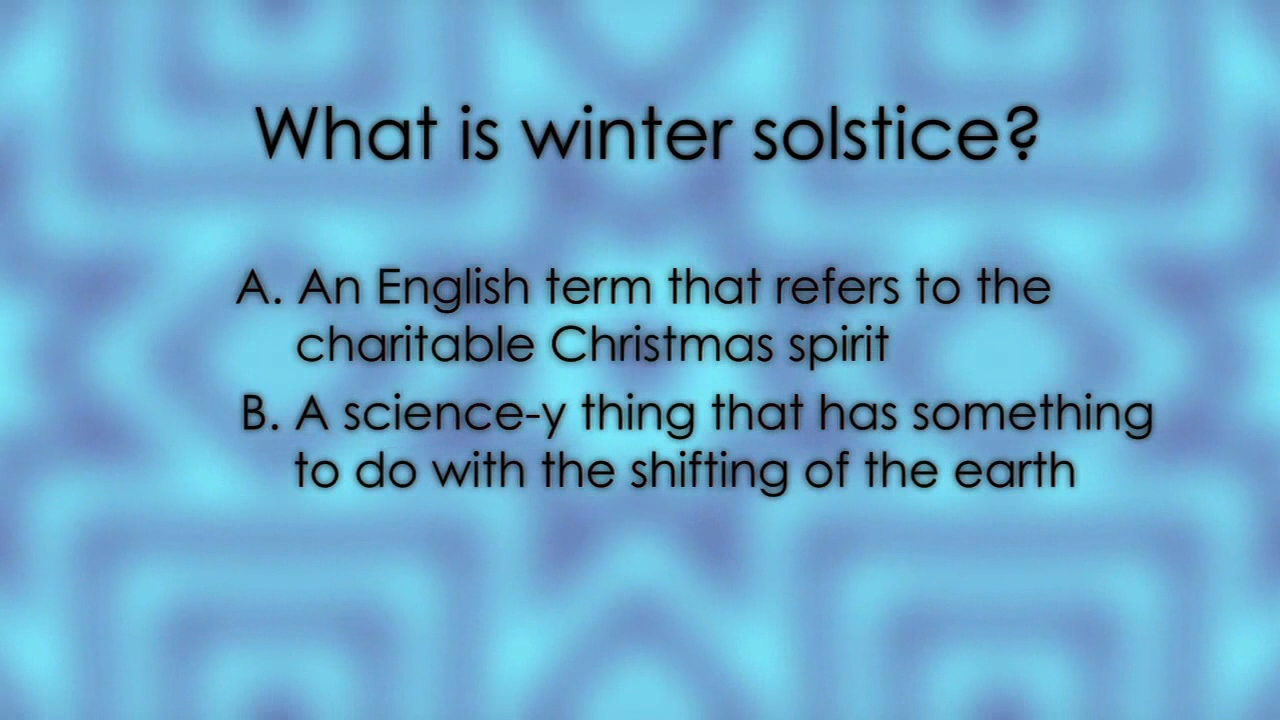 What is winter solstice?
A. An English term that refers to the
charitable Christmas spirit
B. A science-y thing that has something
to do with the shifting of the earth